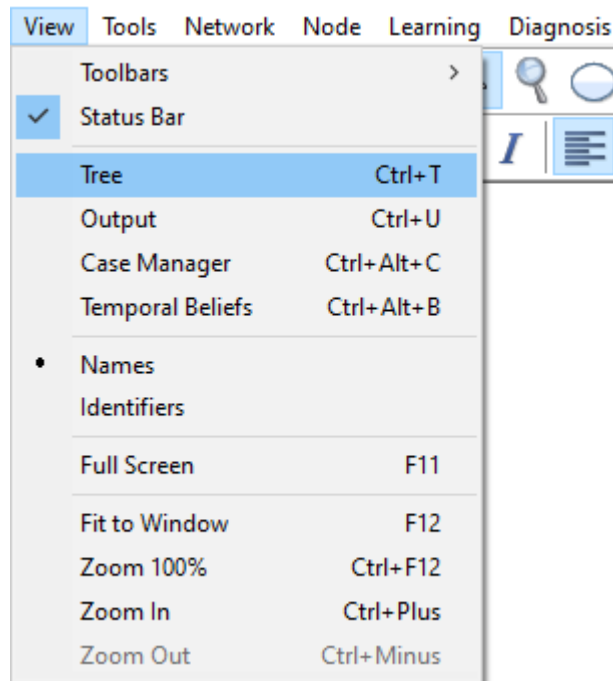 View Tools Network Node Learning Diagnosis
Toolbars
Status Bar
Tree Ctrl+T
Output Ctrl+U
Case Manager Ctrl+Alt+C
Temporal Beliefs Ctrl+Alt+B
Names
Identifiers
Full Screen F11
Fit to Window F12
Zoom 100% Ctrl+F12
Zoom In Ctrl+Plus
Zoom Out Ctrl+Minus
I